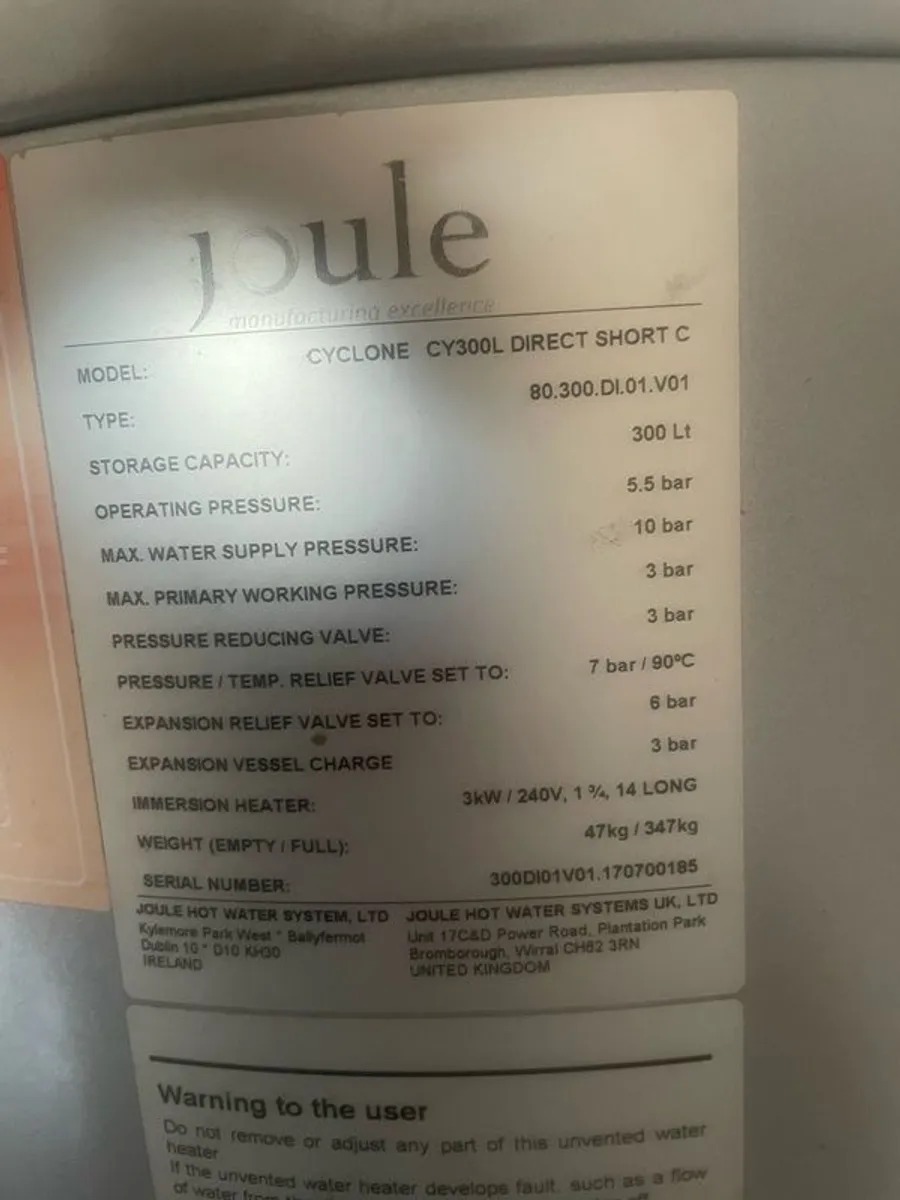 joule
manufacturing excellence
MODEL: CYCLONE CY300L DIRECT SHORT C
TYPE: 80.300.DI.01.V01
STORAGE CAPACITY: 300 Lt
OPERATING PRESSURE: 5.5 bar
MAX. WATER SUPPLY PRESSURE: 10 bar
MAX. PRIMARY WORKING PRESSURE: 3 bar
PRESSURE REDUCING VALVE: 3 bar
PRESSURE / TEMP. RELIEF VALVE SET TO: 7 bar / 90ºC
EXPANSION RELIEF VALVE SET TO: 6 bar
EXPANSION VESSEL CHARGE 3 bar
IMMERSION HEATER: 3kW / 240V, 1 ¾, 14 LONG
WEIGHT (EMPTY / FULL): 47kg / 347kg
SERIAL NUMBER: 300DI01V01.170700185
JOULE HOT WATER SYSTEM, LTD
Kylemore Park West * Ballyfermot
Dublin 10 * D10 KH30
IRELAND
JOULE HOT WATER SYSTEMS UK, LTD
Unit 17C&D Power Road, Plantation Park
Bromborough, Wirral CH62 3RN
UNITED KINGDOM
Warning to the user
Do not remove or adjust any part of this unvented water
heater
If the unvented water heater develops fault, such as a flow
of water from